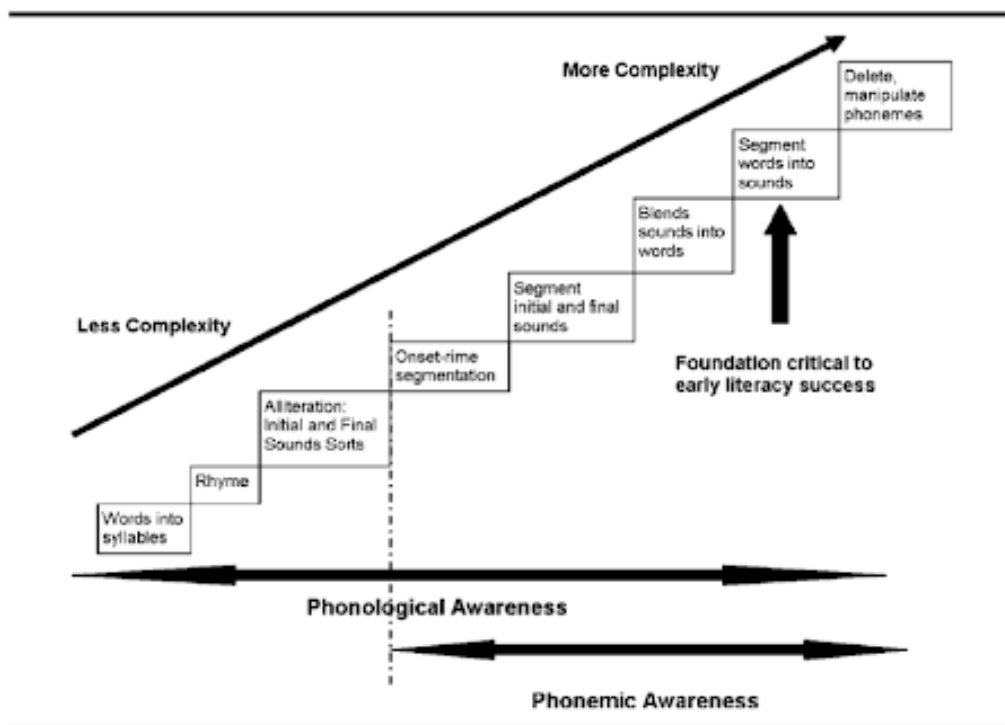 More Complexity
Delete,
manipulate
phonemes
Segment
words into
sounds
Blends
sounds into
words
Segment
initial and final
sounds
Less Complexity
Onset-rime
segmentation
Foundation critical to
early literacy success
Alliteration:
Initial and Final
Sounds Sorts
Rhyme
Words into
syllables
Phonological Awareness
Phonemic Awareness